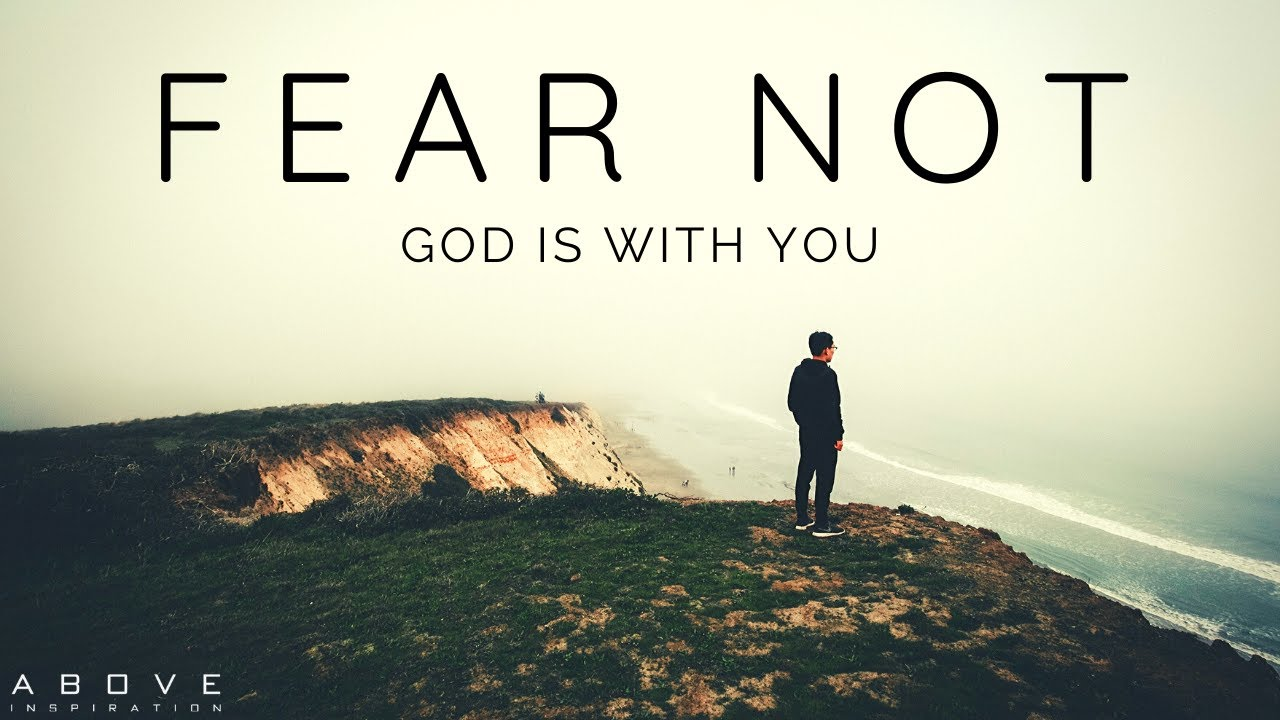 FEAR NOT
GOD IS WITH YOU
ABOVE
INSPIRATION